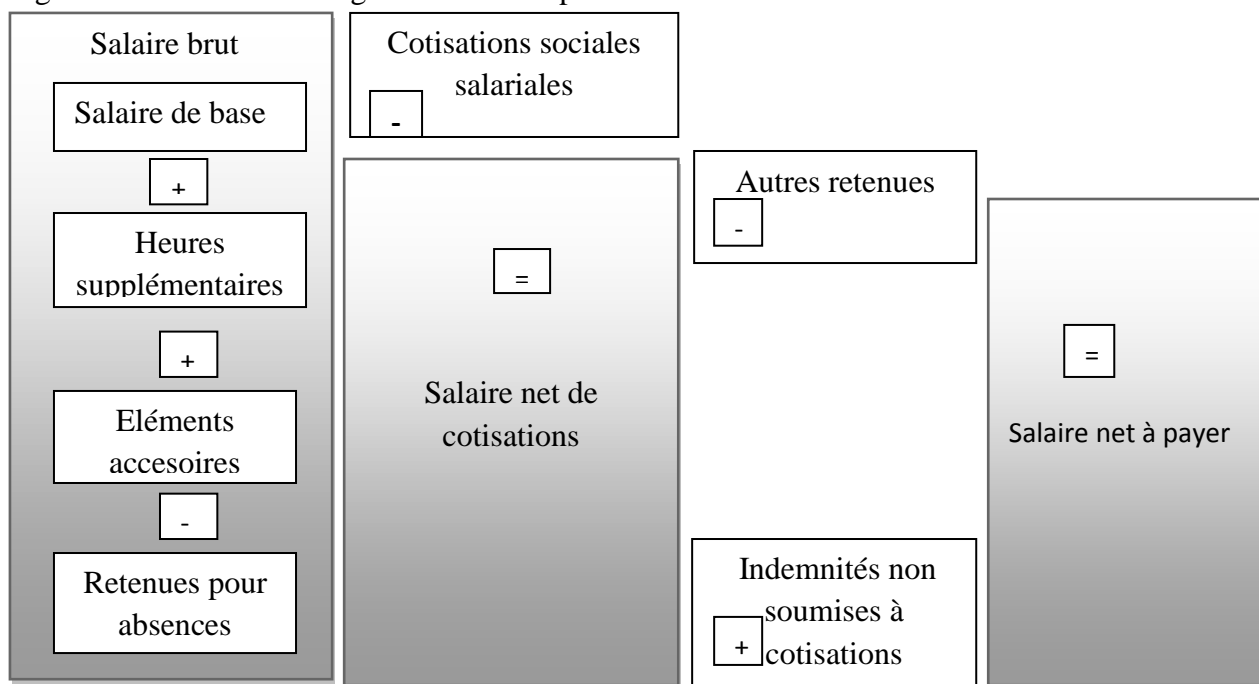 Salaire brut
Salaire de base
+
Heures
supplémentaires
+
Eléments
accesoires
-
Retenues pour
absences
Cotisations sociales
salariales
-
=
Salaire net de
cotisations
Autres retenues
-
Indemnités non
soumises à
+ cotisations
=
Salaire net à payer